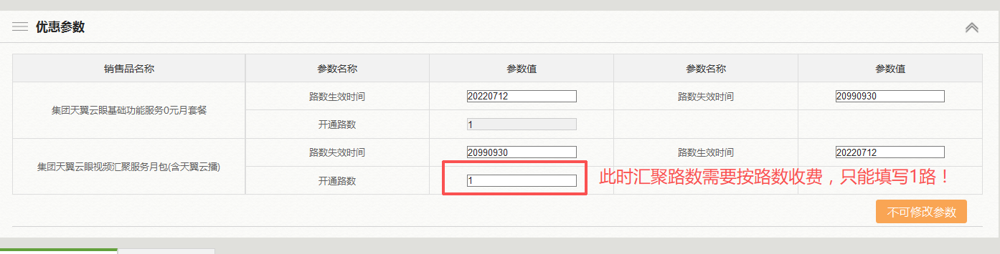 优惠参数
销售品名称 参数名称 参数值 参数名称 参数值
集团天翼云眼基础功能服务0元月套餐 路数生效时间 20220712 路数失效时间 20990930
开通路数 1
集团天翼云眼视频汇聚服务月包(含天翼云播) 路数失效时间 20990930 路数生效时间 20220712
开通路数 1 此时汇聚路数需要按路数收费，只能填写1路！
不可修改参数